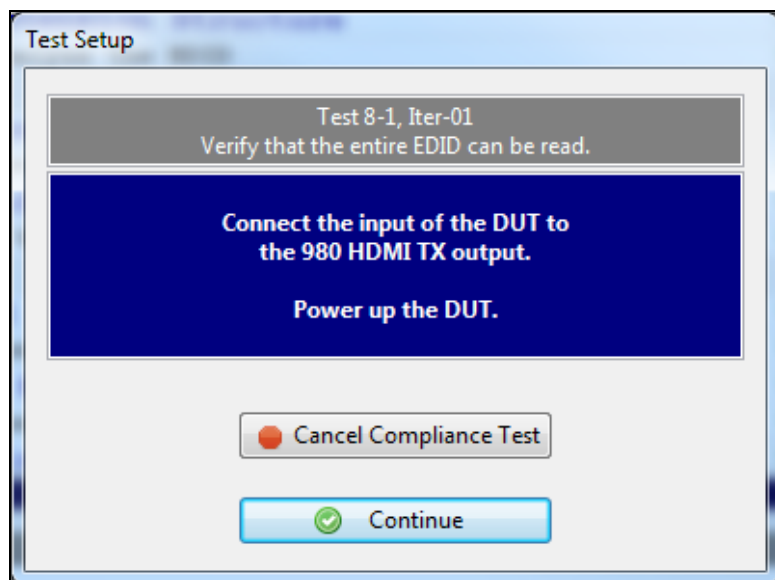 Test Setup
Test 8-1, Iter-01
Verify that the entire EDID can be read.
Connect the input of the DUT to
the 980 HDMI TX output.
Power up the DUT.
Cancel Compliance Test
Continue